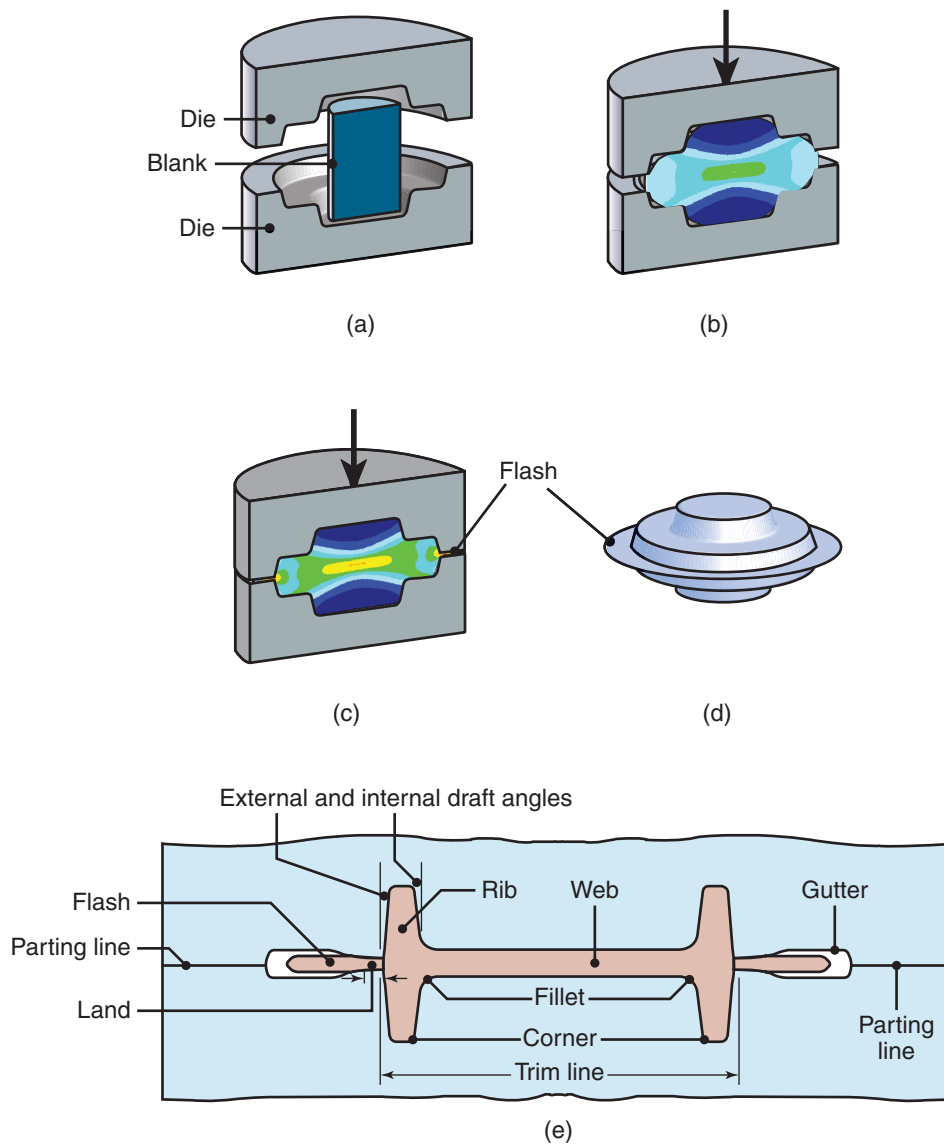 Die
Blank
Die
(a)
(b)
Flash
(c)
(d)
External and internal draft angles
Rib
Web
Gutter
Flash
Parting line
Land
Fillet
Corner
Parting
line
Trim line
(e)